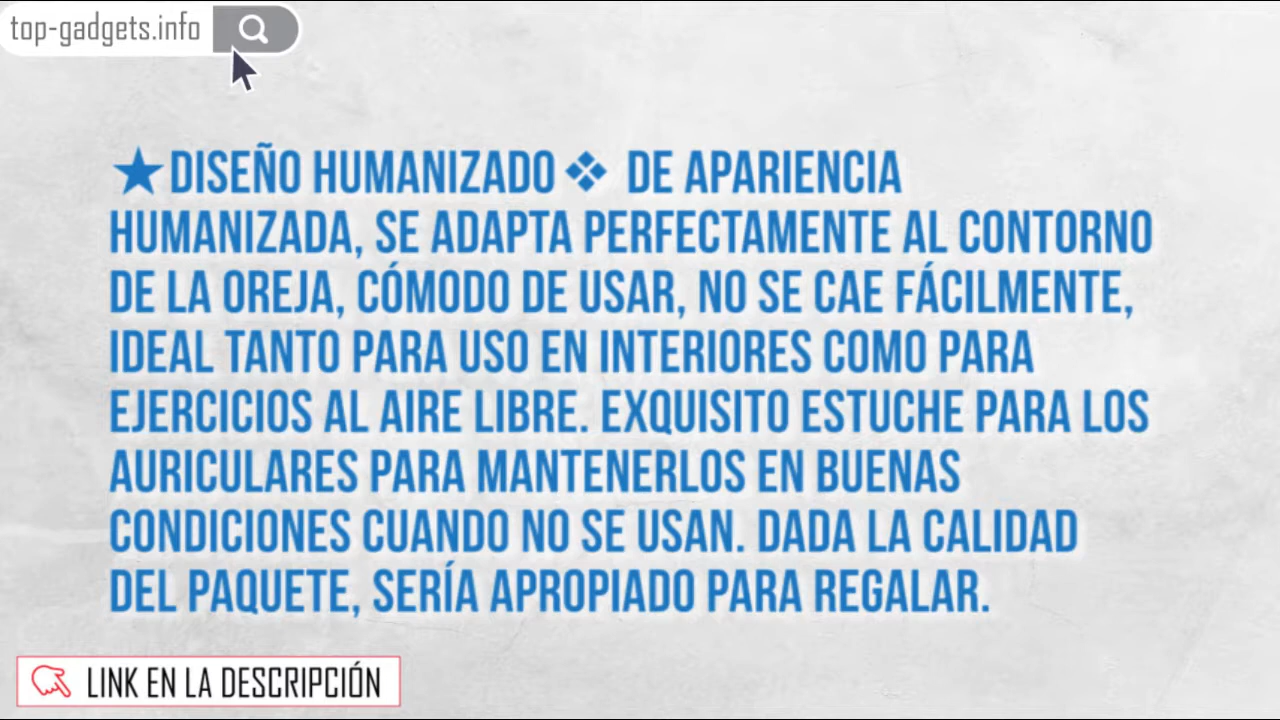 top-gadgets.info
★DISEÑO HUMANIZADO❖ DE APARIENCIA
HUMANIZADA, SE ADAPTA PERFECTAMENTE AL CONTORNO
DE LA OREJA, CÓMODO DE USAR, NO SE CAE FÁCILMENTE,
IDEAL TANTO PARA USO EN INTERIORES COMO PARA
EJERCICIOS AL AIRE LIBRE. EXQUISITO ESTUCHE PARA LOS
AURICULARES PARA MANTENERLOS EN BUENAS
CONDICIONES CUANDO NO SE USAN. DADA LA CALIDAD
DEL PAQUETE, SERÍA APROPIADO PARA REGALAR.
LINK EN LA DESCRIPCIÓN